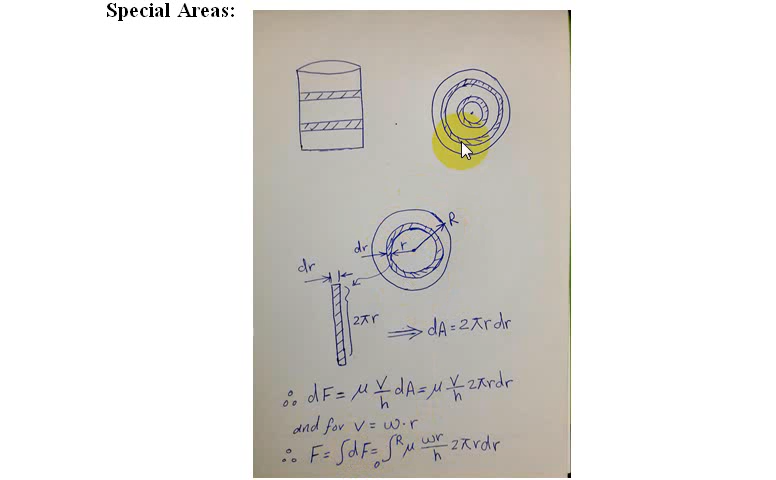 Special Areas:
R
dr r
dr
2πr
⟹ dA = 2πrdr
∴ dF = μ V/h dA = μ V/h 2πrdr
and for V = ω·r
∴ F = ∫dF = ∫₀ᴿ μ ωr/h 2πrdr